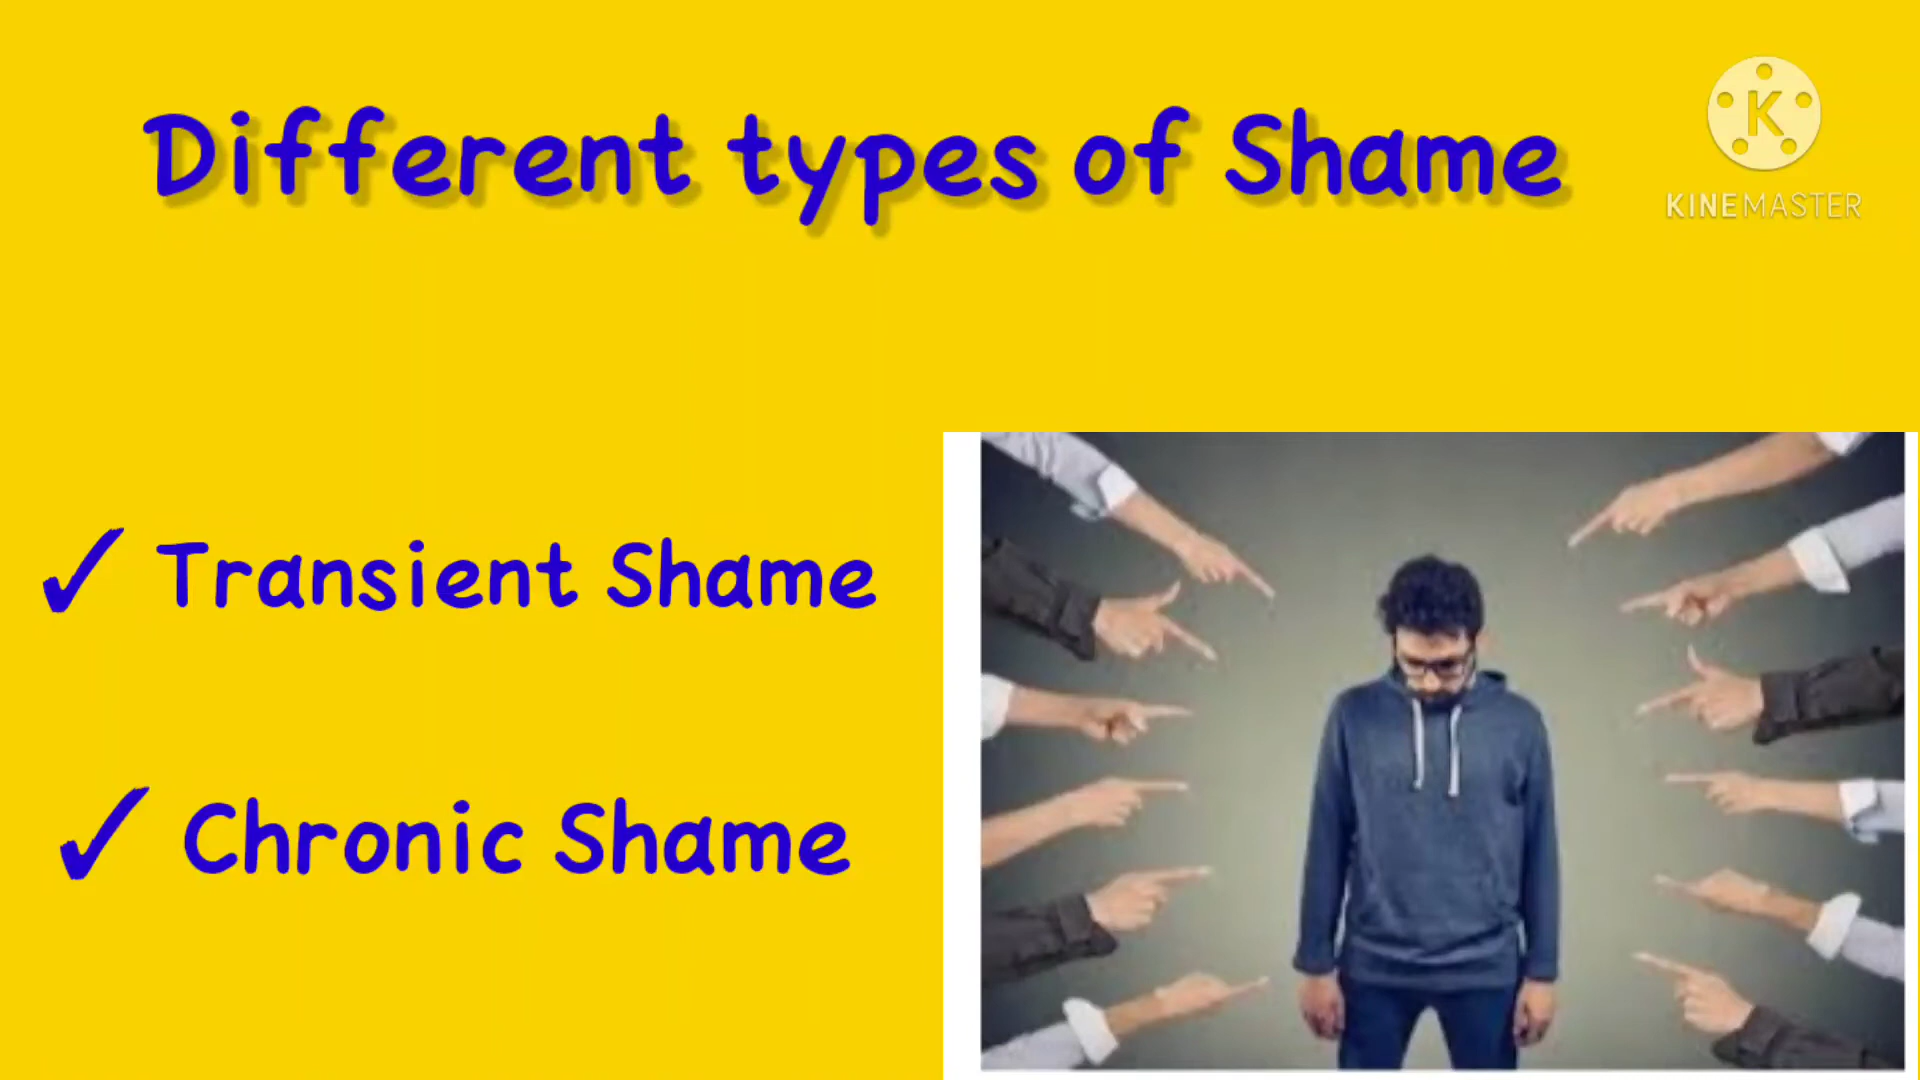 Different types of Shame
K
KINEMASTER
✓ Transient Shame
✓ Chronic Shame